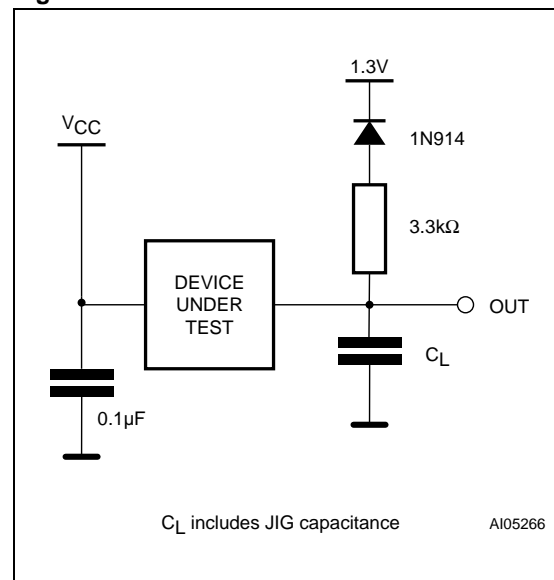 1.3V
VCC
1N914
3.3kΩ
DEVICE
UNDER
TEST
OUT
CL
0.1µF
CL includes JIG capacitance
AI05266